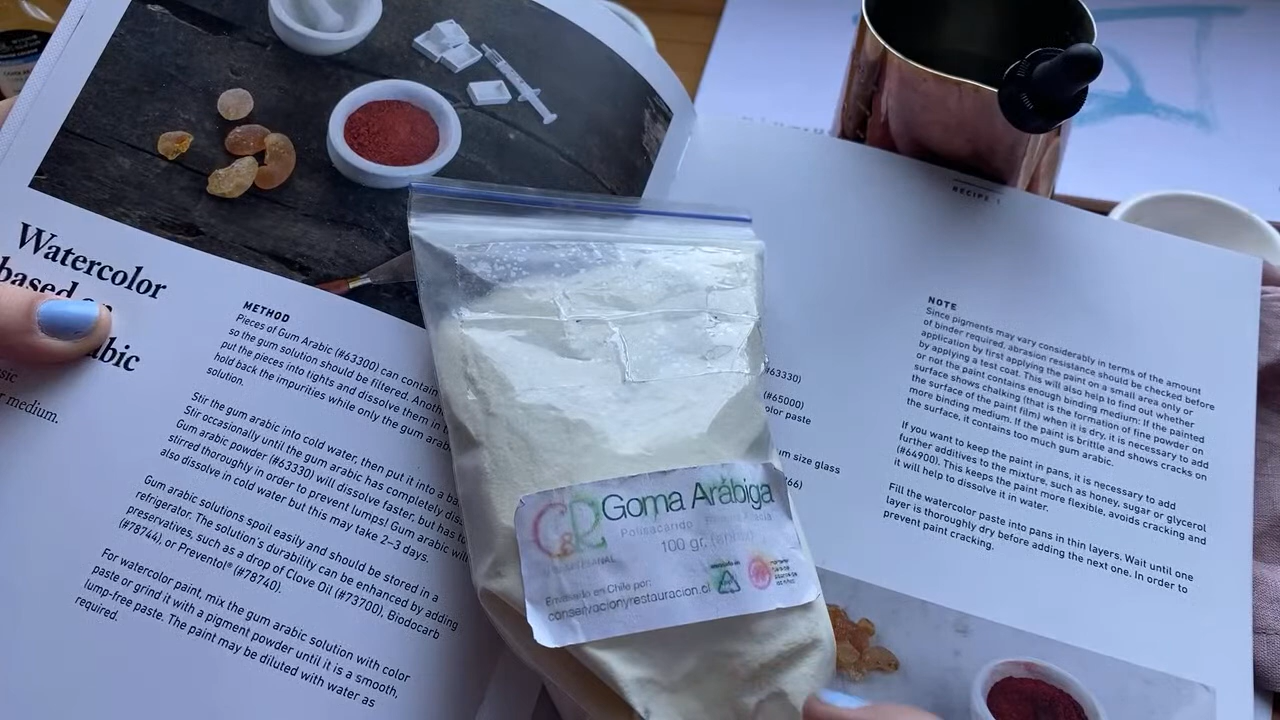 RECIPE 1
Watercolor
based on
abic
sic
r medium.
METHOD
Pieces of Gum Arabic (#63300) can contain
so the gum solution should be filtered. Anoth
put the pieces into tights and dissolve them in t
hold back the impurities while only the gum arab
solution.
Stir the gum arabic into cold water, then put it into a ba
Stir occasionally until the gum arabic has completely dis
Gum arabic powder (#63330) will dissolve faster, but has to
stirred thoroughly in order to prevent lumps! Gum arabic will
also dissolve in cold water but this may take 2–3 days.
Gum arabic solutions spoil easily and should be stored in a
refrigerator. The solution's durability can be enhanced by adding
preservatives, such as a drop of Clove Oil (#73700), Biodocarb
(#78744), or Preventol® (#78740).
For watercolor paint, mix the gum arabic solution with color
paste or grind it with a pigment powder until it is a smooth,
lump-free paste. The paint may be diluted with water as
required.
C&R
Goma Arábiga
100 gr.
Envasado en Chile por:
conservacionyrestauracion.cl
#63330)
(#65000)
olor paste
um size glass
66)
NOTE
Since pigments may vary considerably in terms of the amount
of binder required, abrasion resistance should be checked before
application by first applying the paint on a small area only or
by applying a test coat. This will also help to find out whether
or not the paint contains enough binding medium: If the painted
surface shows chalking (that is the formation of fine powder on
the surface of the paint film) when it is dry, it is necessary to add
more binding medium. If the paint is brittle and shows cracks on
the surface, it contains too much gum arabic.
If you want to keep the paint in pans, it is necessary to add
further additives to the mixture, such as honey, sugar or glycerol
(#64900). This keeps the paint more flexible, avoids cracking and
it will help to dissolve it in water.
Fill the watercolor paste into pans in thin layers. Wait until one
layer is thoroughly dry before adding the next one. In order to
prevent paint cracking.